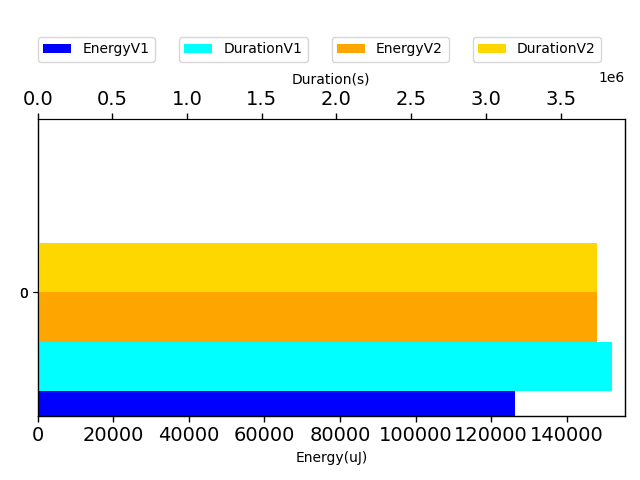 EnergyV1 DurationV1 EnergyV2 DurationV2
Duration(s)
1e6
0.0 0.5 1.0 1.5 2.0 2.5 3.0 3.5
0
0 20000 40000 60000 80000 100000 120000 140000
Energy(uJ)